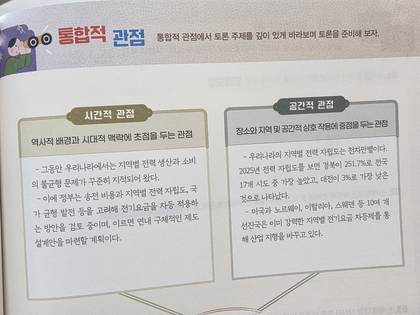 통합적 관점
통합적 관점에서 토론 주제를 깊이 있게 바라보며 토론을 준비해 보자.
시간적 관점
역사적 배경과 시대적 맥락에 초점을 두는 관점
- 그동안 우리나라에서는 지역별 전력 생산과 소비
의 불균형 문제가 꾸준히 지적되어 왔다.
- 이에 정부는 송전 비용과 지역별 전력 자립도, 국
가 균형 발전 등을 고려해 전기요금을 차등 적용하
는 방안을 검토 중이며, 이르면 연내 구체적인 제도
설계안을 마련할 계획이다.
공간적 관점
장소와 지역 및 공간적 상호 작용에 중점을 두는 관점
- 우리나라의 지역별 전력 자립도는 천차만별이다.
2025년 전력 자립도를 보면 경북이 251.7%로 전국
17개 시도 중 가장 높았고, 대전이 3%로 가장 낮은
것으로 나타났다.
- 미국과 노르웨이, 이탈리아, 스웨덴 등 10여 개
선진국은 이미 강력한 지역별 전기요금 차등제를 통
해 산업 지형을 바꾸고 있다.